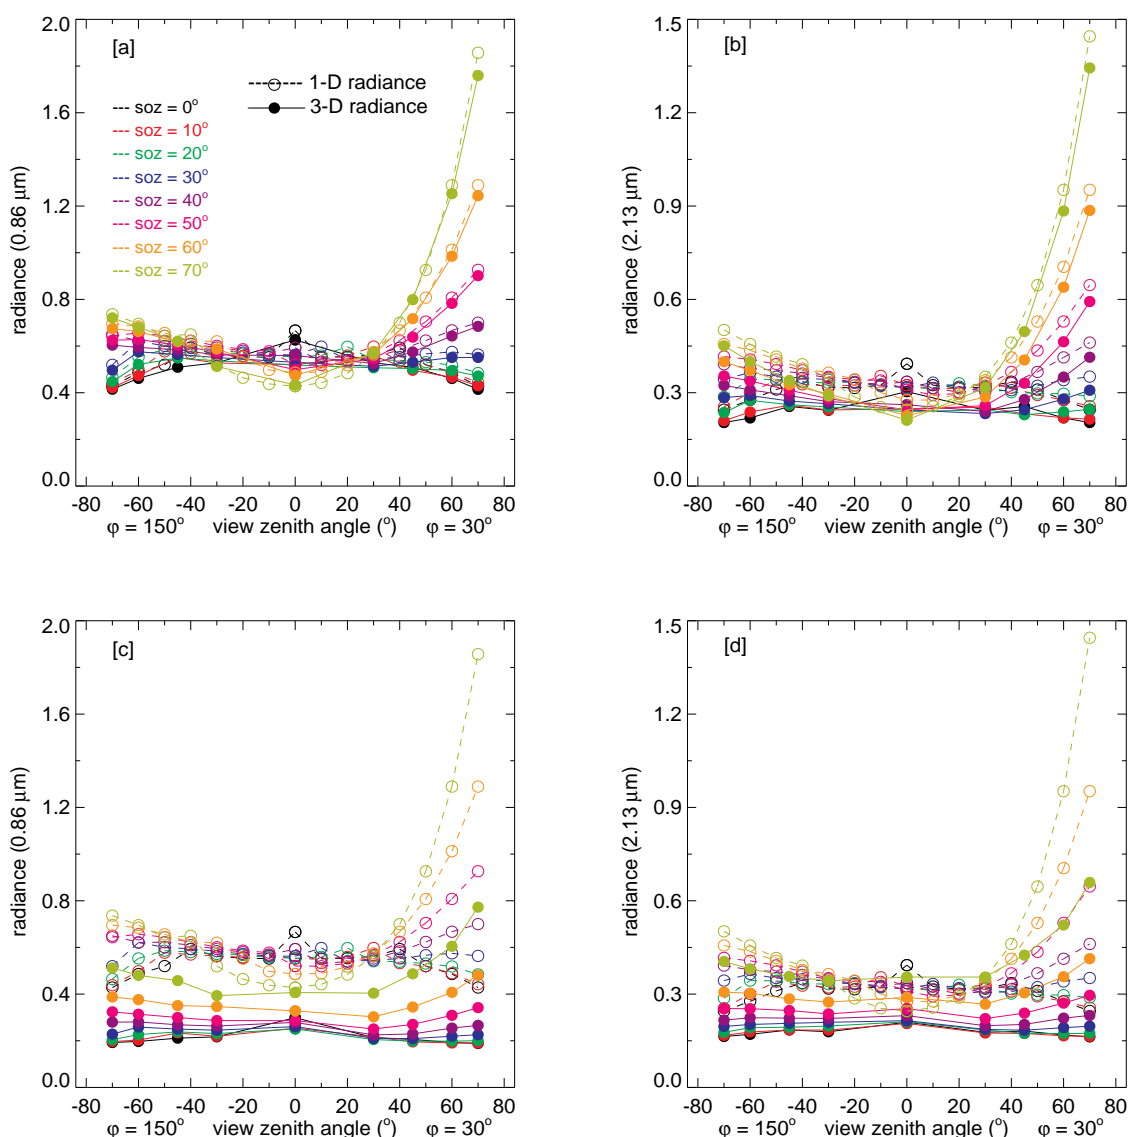 [a]
1-D radiance
3-D radiance
--- soz = 0°
--- soz = 10°
--- soz = 20°
--- soz = 30°
--- soz = 40°
--- soz = 50°
--- soz = 60°
--- soz = 70°
2.0
1.6
1.2
0.8
0.4
0.0
radiance (0.86 μm)
-80 -60 -40 -20 0 20 40 60 80
φ = 150° view zenith angle (°) φ = 30°
[b]
1.5
1.2
0.9
0.6
0.3
0.0
radiance (2.13 μm)
-80 -60 -40 -20 0 20 40 60 80
φ = 150° view zenith angle (°) φ = 30°
[c]
2.0
1.6
1.2
0.8
0.4
0.0
radiance (0.86 μm)
-80 -60 -40 -20 0 20 40 60 80
φ = 150° view zenith angle (°) φ = 30°
[d]
1.5
1.2
0.9
0.6
0.3
0.0
radiance (2.13 μm)
-80 -60 -40 -20 0 20 40 60 80
φ = 150° view zenith angle (°) φ = 30°